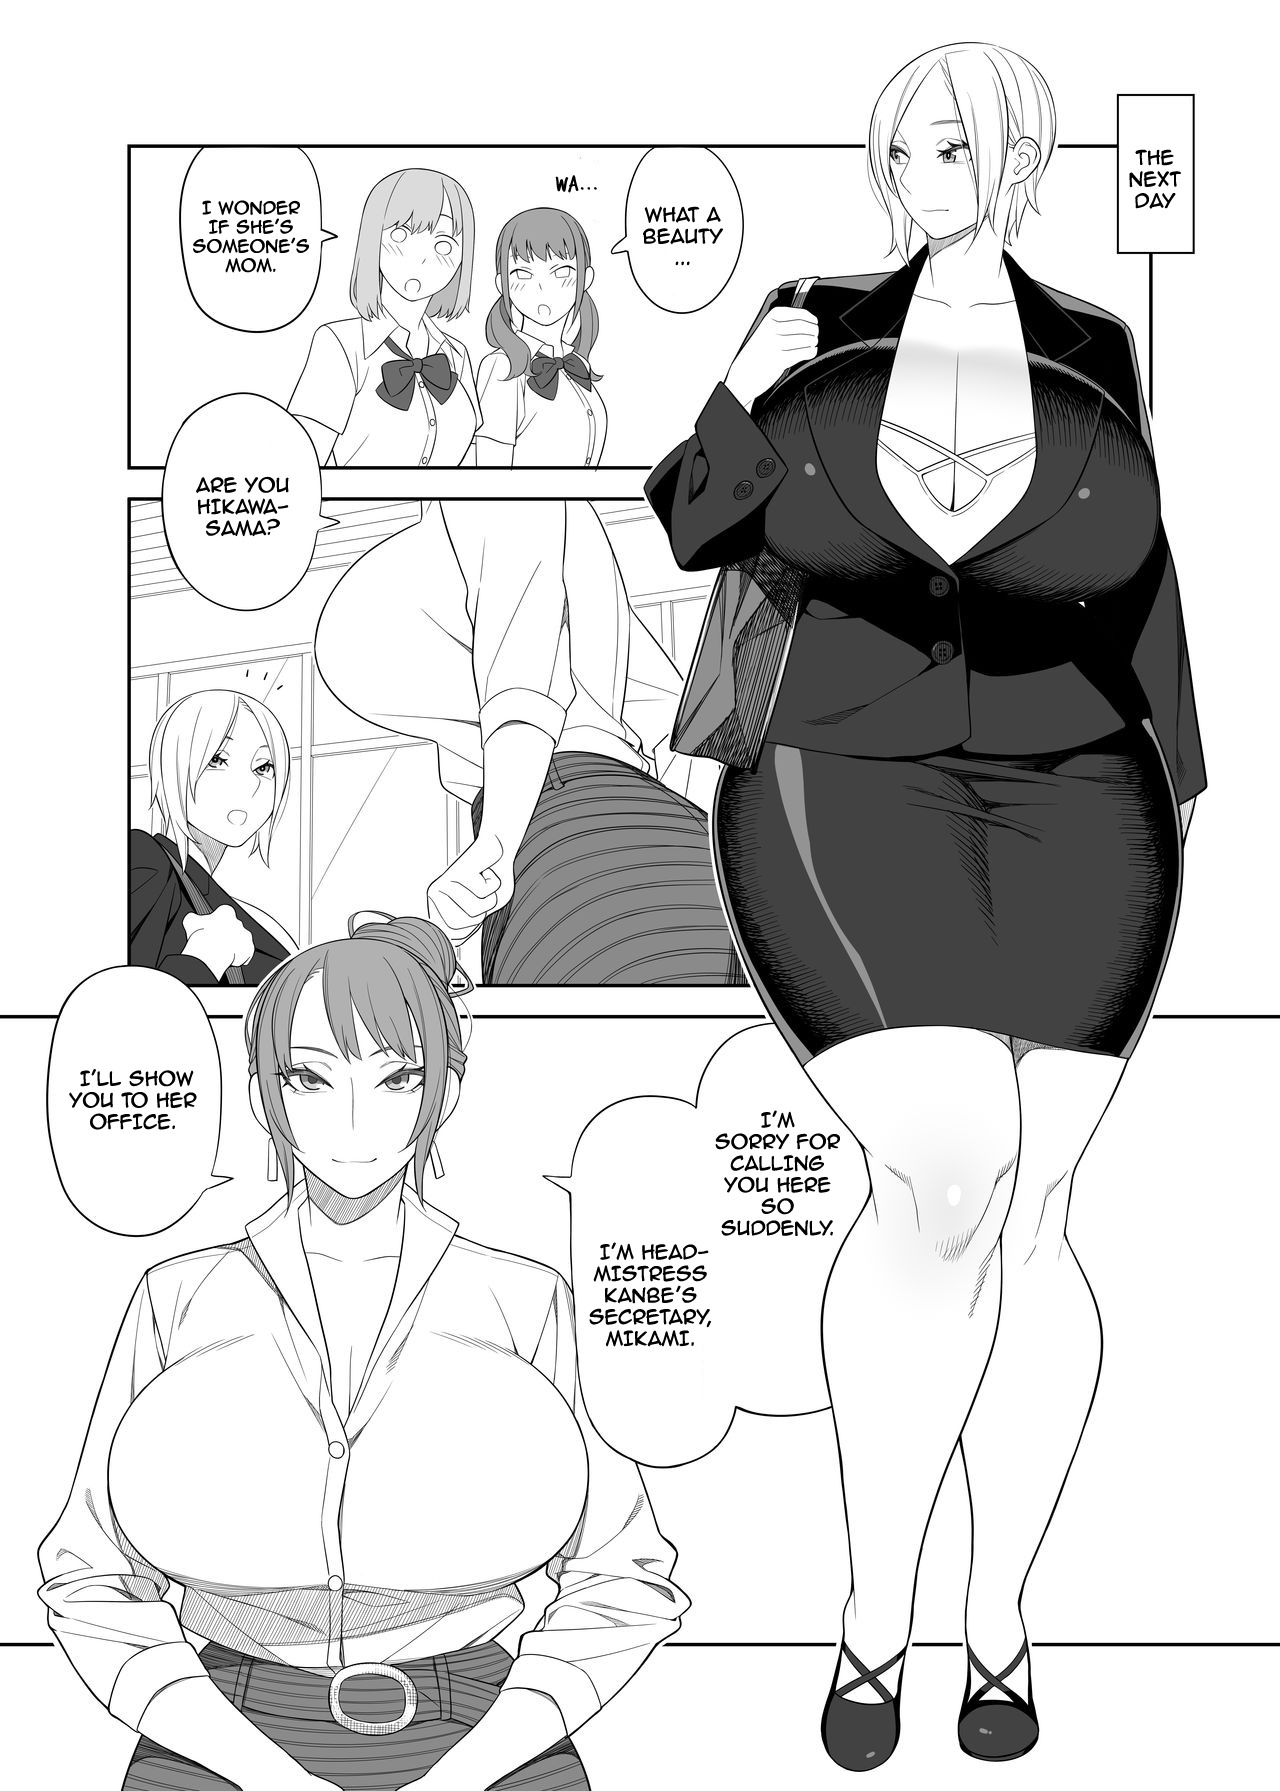 THE
NEXT
DAY
WHAT A
BEAUTY
...
WA...
I WONDER
IF SHE'S
SOMEONE'S
MOM.
ARE YOU
HIKAWA-
SAMA?
I'M
SORRY FOR
CALLING
YOU HERE
SO
SUDDENLY.
I'M HEAD-
MISTRESS
KANBE'S
SECRETARY,
MIKAMI.
I'LL SHOW
YOU TO HER
OFFICE.